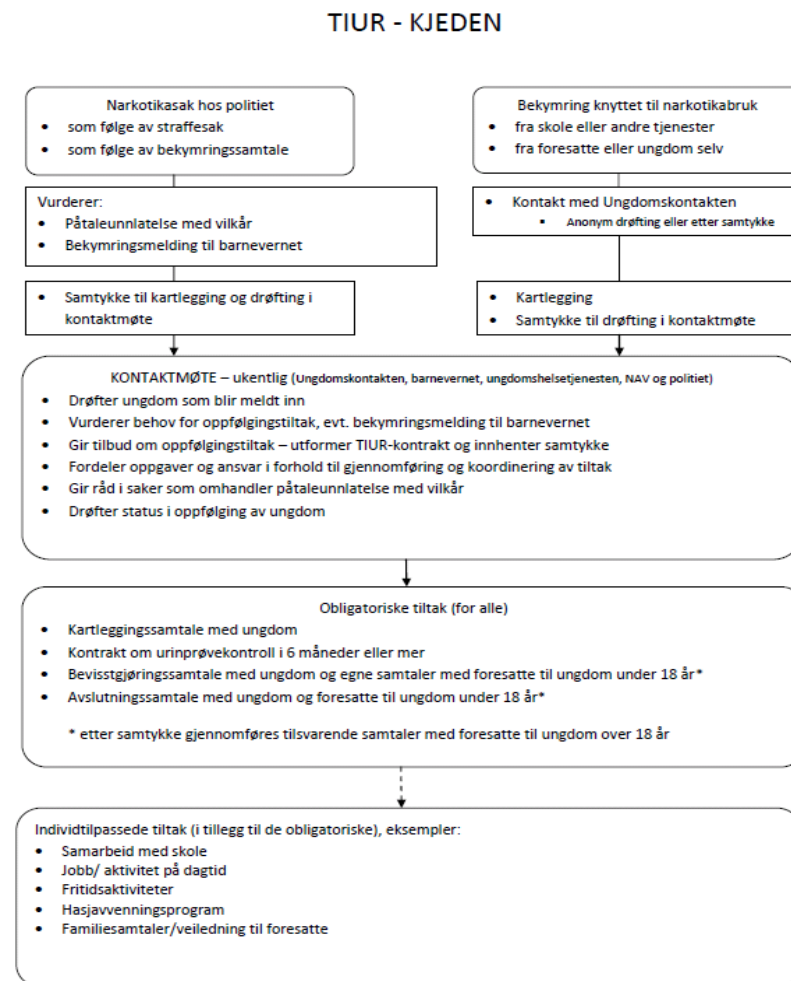 TIUR - KJEDEN
Narkotikasak hos politiet
• som følge av straffesak
• som følge av bekymringssamtale
Bekymring knyttet til narkotikabruk
• fra skole eller andre tjenester
• fra foresatte eller ungdom selv
Vurderer:
• Påtaleunnlatelse med vilkår
• Bekymringsmelding til barnevernet
• Kontakt med Ungdomskontakten
▪ Anonym drøfting eller etter samtykke
• Samtykke til kartlegging og drøfting i
kontaktmøte
• Kartlegging
• Samtykke til drøfting i kontaktmøte
KONTAKTMØTE – ukentlig (Ungdomskontakten, barnevernet, ungdomshelsetjenesten, NAV og politiet)
• Drøfter ungdom som blir meldt inn
• Vurderer behov for oppfølgingstiltak, evt. bekymringsmelding til barnevernet
• Gir tilbud om oppfølgingstiltak – utformer TIUR-kontrakt og innhenter samtykke
• Fordeler oppgaver og ansvar i forhold til gjennomføring og koordinering av tiltak
• Gir råd i saker som omhandler påtaleunnlatelse med vilkår
• Drøfter status i oppfølging av ungdom
Obligatoriske tiltak (for alle)
• Kartleggingssamtale med ungdom
• Kontrakt om urinprøvekontroll i 6 måneder eller mer
• Bevisstgjøringssamtale med ungdom og egne samtaler med foresatte til ungdom under 18 år*
• Avslutningssamtale med ungdom og foresatte til ungdom under 18 år*
* etter samtykke gjennomføres tilsvarende samtaler med foresatte til ungdom over 18 år
Individtilpassede tiltak (i tillegg til de obligatoriske), eksempler:
• Samarbeid med skole
• Jobb/ aktivitet på dagtid
• Fritidsaktiviteter
• Hasjavvenningsprogram
• Familiesamtaler/veiledning til foresatte